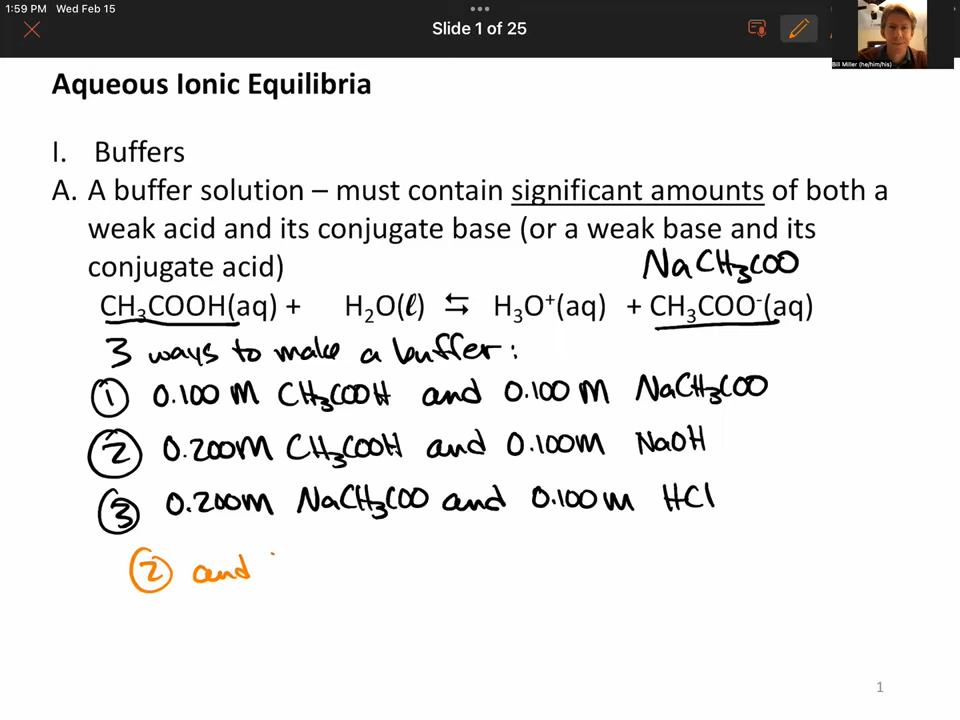 1:59 PM Wed Feb 15
Slide 1 of 25
Bill Miller (he/him/his)
Aqueous Ionic Equilibria
I. Buffers
A. A buffer solution – must contain significant amounts of both a
weak acid and its conjugate base (or a weak base and its
conjugate acid)
NaCH₃COO
CH₃COOH(aq) + H₂O(ℓ) ⇆ H₃O⁺(aq) + CH₃COO⁻(aq)
3 ways to make a buffer:
① 0.100 M CH₃COOH and 0.100 M NaCH₃COO
② 0.200M CH₃COOH and 0.100M NaOH
③ 0.200M NaCH₃COO and 0.100M HCl
② and
1